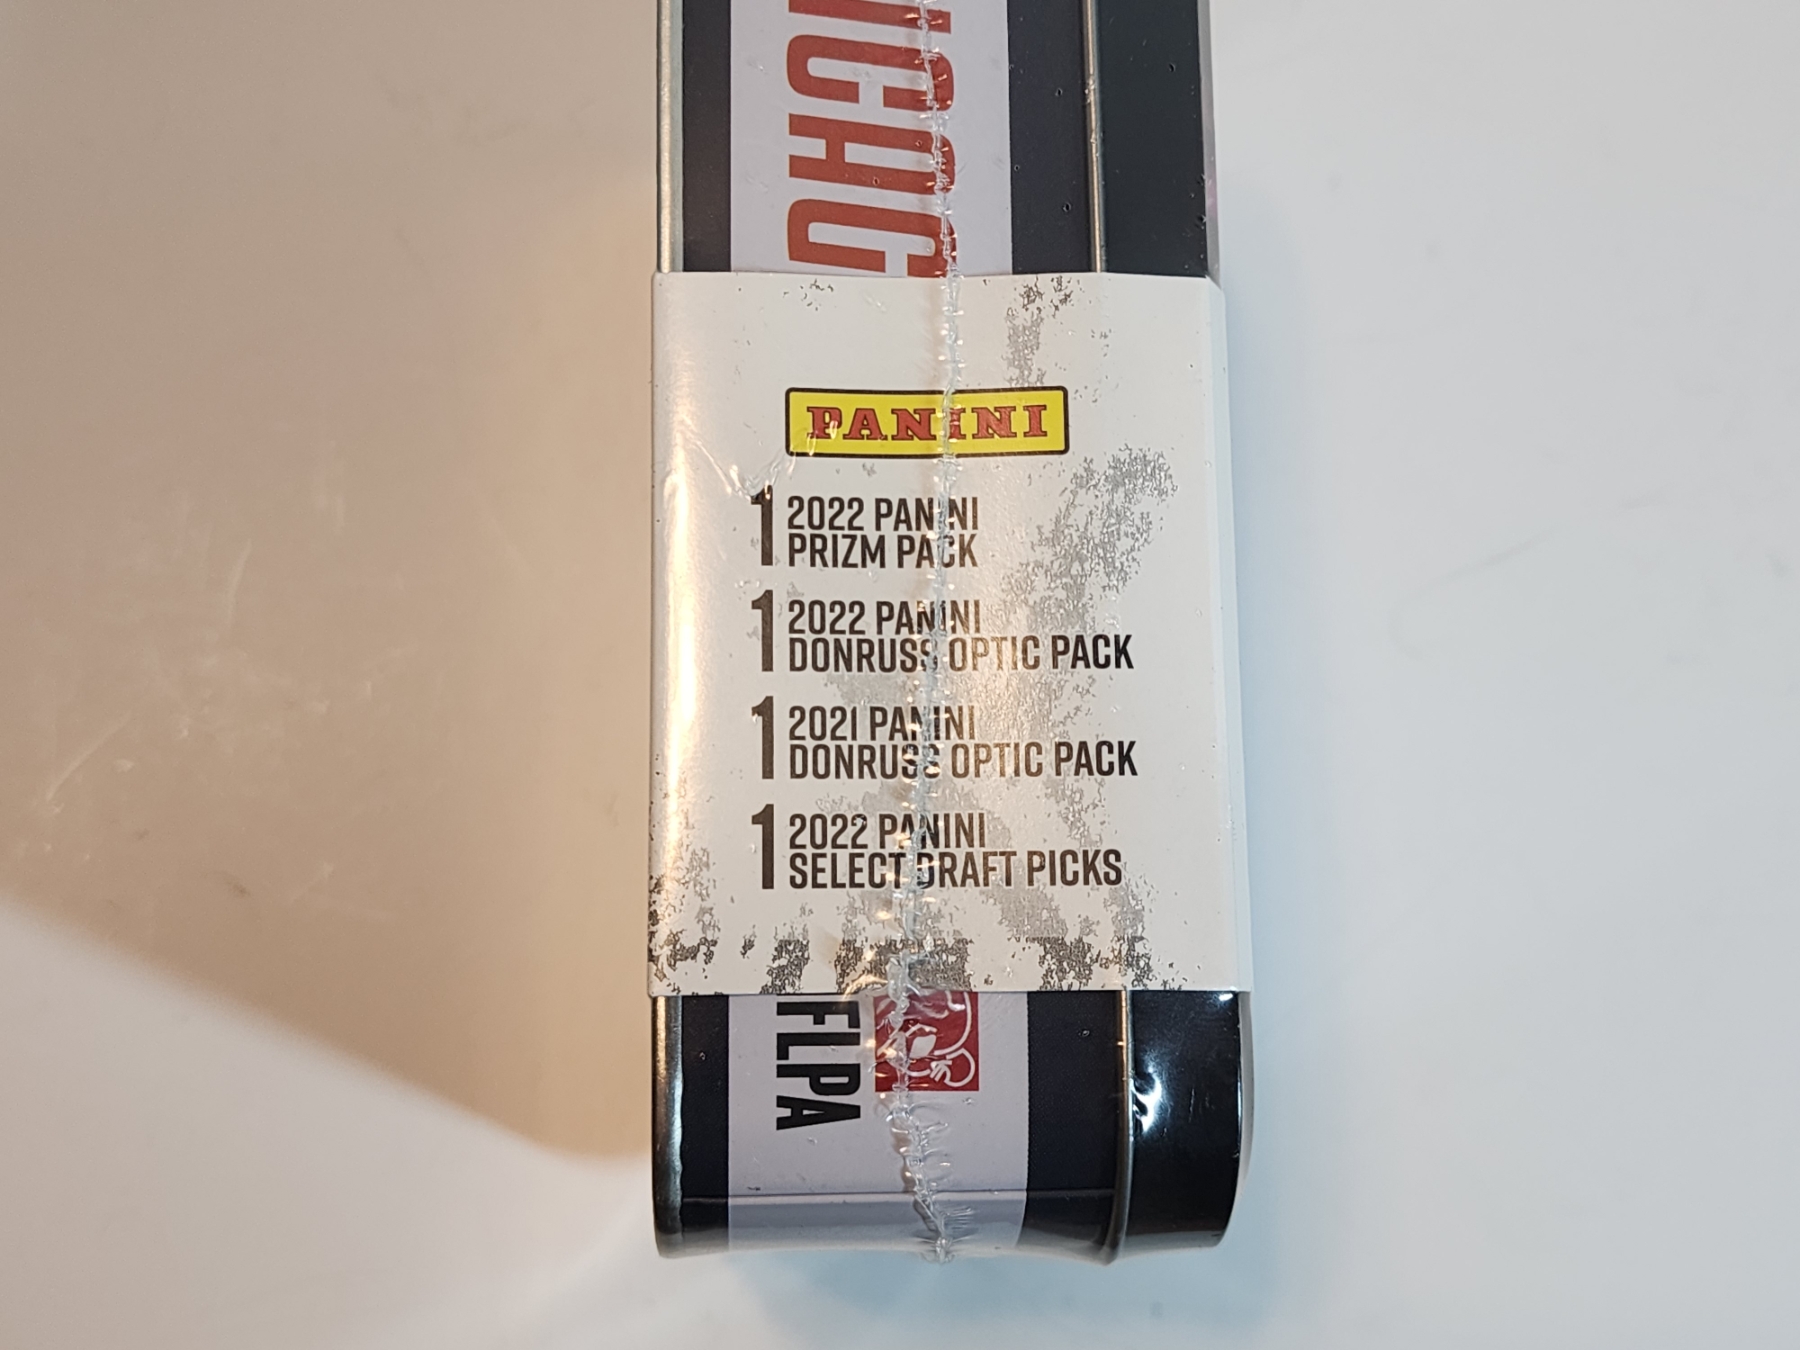 PANINI
1 2022 PANINI
PRIZM PACK
1 2022 PANINI
DONRUSS OPTIC PACK
1 2021 PANINI
DONRUSS OPTIC PACK
1 2022 PANINI
SELECT DRAFT PICKS
FLPA